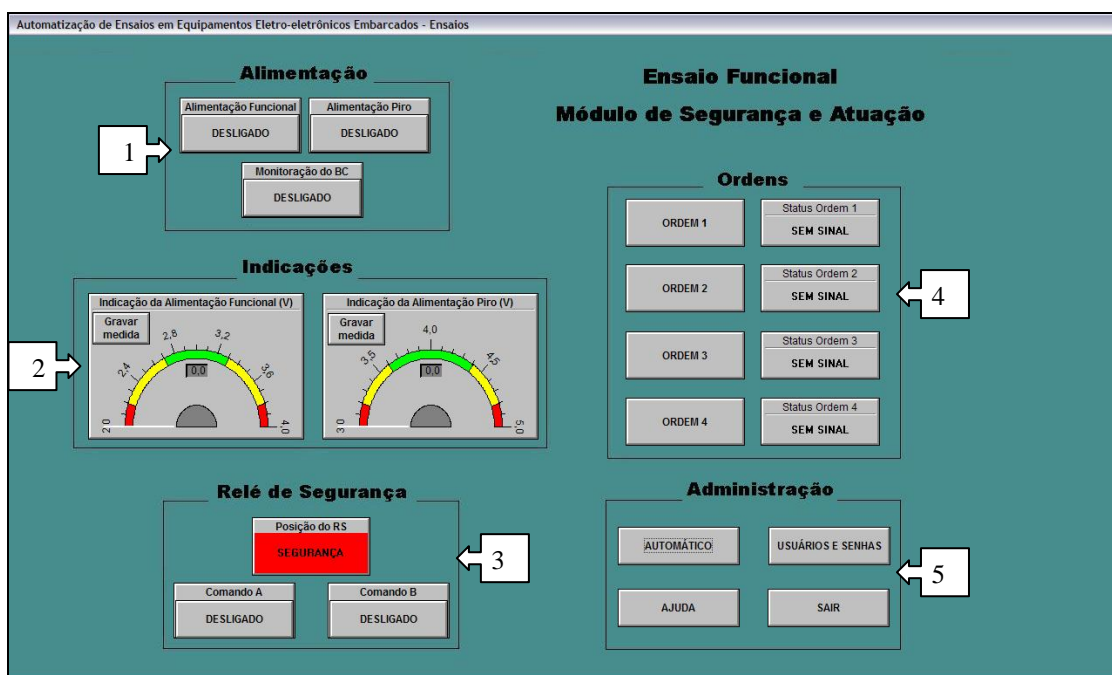 Automatização de Ensaios em Equipamentos Eletro-eletrônicos Embarcados - Ensaios
Alimentação
Alimentação Funcional
DESLIGADO
Alimentação Piro
DESLIGADO
Monitoração do BC
DESLIGADO
1
Indicações
Indicação da Alimentação Funcional (V)
Gravar
medida
2,0
2,4
2,8
3,2
3,6
4,0
0,0
Indicação da Alimentação Piro (V)
Gravar
medida
3,0
3,5
4,0
4,5
5,0
0,0
2
Relé de Segurança
Posição do RS
SEGURANÇA
Comando A
DESLIGADO
Comando B
DESLIGADO
3
Ensaio Funcional
Módulo de Segurança e Atuação
Ordens
ORDEM 1
Status Ordem 1
SEM SINAL
ORDEM 2
Status Ordem 2
SEM SINAL
ORDEM 3
Status Ordem 3
SEM SINAL
ORDEM 4
Status Ordem 4
SEM SINAL
4
Administração
AUTOMÁTICO
USUÁRIOS E SENHAS
AJUDA
SAIR
5